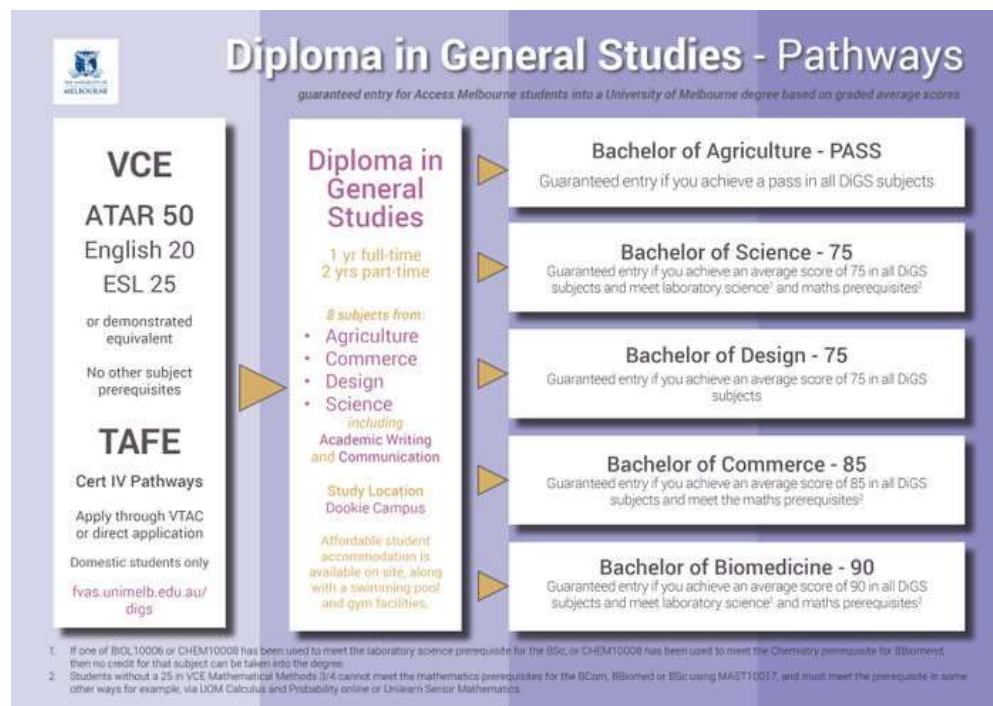 THE UNIVERSITY OF
MELBOURNE
Diploma in General Studies - Pathways
guaranteed entry for Access Melbourne students into a University of Melbourne degree based on graded average scores
VCE
ATAR 50
English 20
ESL 25
or demonstrated
equivalent
No other subject
prerequisites
TAFE
Cert IV Pathways
Apply through VTAC
or direct application
Domestic students only
fvas.unimelb.edu.au/
digs
Diploma in
General
Studies
1 yr full-time
2 yrs part-time
8 subjects from:
• Agriculture
• Commerce
• Design
• Science
including
Academic Writing
and Communication
Study Location
Dookie Campus
Affordable student
accommodation is
available on site, along
with a swimming pool
and gym facilities.
Bachelor of Agriculture - PASS
Guaranteed entry if you achieve a pass in all DiGS subjects
Bachelor of Science - 75
Guaranteed entry if you achieve an average score of 75 in all DiGS
subjects and meet laboratory science¹ and maths prerequisites²
Bachelor of Design - 75
Guaranteed entry if you achieve an average score of 75 in all DiGS
subjects
Bachelor of Commerce - 85
Guaranteed entry if you achieve an average score of 85 in all DiGS
subjects and meet the maths prerequisites²
Bachelor of Biomedicine - 90
Guaranteed entry if you achieve an average score of 90 in all DiGS
subjects and meet laboratory science¹ and maths prerequisites²
1. If one of BIOL10006 or CHEM10008 has been used to meet the laboratory science prerequisite for the BSc, or CHEM10008 has been used to meet the Chemistry prerequisite for BBiomend,
then no credit for that subject can be taken into the degree.
2. Students without a 25 in VCE Mathematical Methods 3/4 cannot meet the mathematics prerequisites for the BCom, BBiomed or BSc using MAST10017, and must meet the prerequisite in some
other ways for example, via UOM Calculus and Probability online or Unilearn Senior Mathematics.